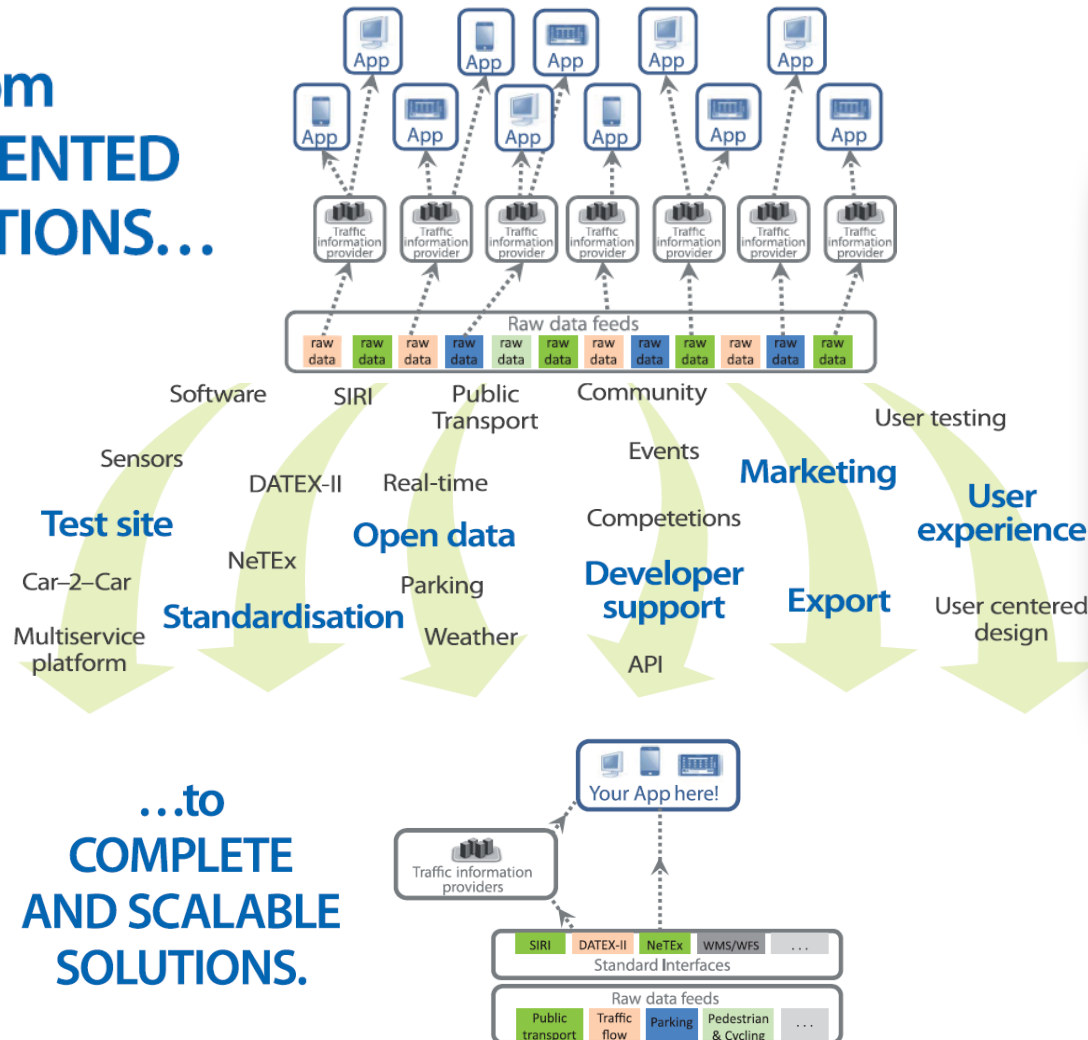 om
ENTED
TIONS…
App
App
App
App
App
App
App
App
App
App
App
Traffic
information
provider
Traffic
information
provider
Traffic
information
provider
Traffic
information
provider
Traffic
information
provider
Traffic
information
provider
Traffic
information
provider
Raw data feeds
raw raw raw raw raw raw raw raw raw raw raw raw
data data data data data data data data data data data data
Software
SIRI
Public
Transport
Community
User testing
Sensors
DATEX-II
Real-time
Events
Marketing
Test site
Open data
Competetions
User
experience
Car–2–Car
NeTEx
Parking
Developer
support
Export
Multiservice
platform
Standardisation
Weather
API
User centered
design
...to
COMPLETE
AND SCALABLE
SOLUTIONS.
Your App here!
Traffic information
providers
SIRI DATEX-II NeTEx WMS/WFS ...
Standard Interfaces
Raw data feeds
Public
transport
Traffic
flow
Parking
Pedestrian
& Cycling
...